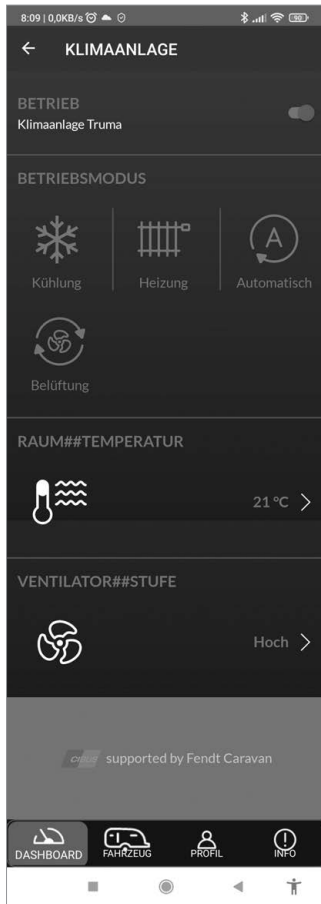 8:09 | 0,0KB/s
90
KLIMAANLAGE
BETRIEB
Klimaanlage Truma
BETRIEBSMODUS
Kühlung
Heizung
A
Automatisch
Belüftung
RAUM##TEMPERATUR
21 °C
VENTILATOR##STUFE
Hoch
supported by Fendt Caravan
DASHBOARD
FAHRZEUG
PROFIL
INFO